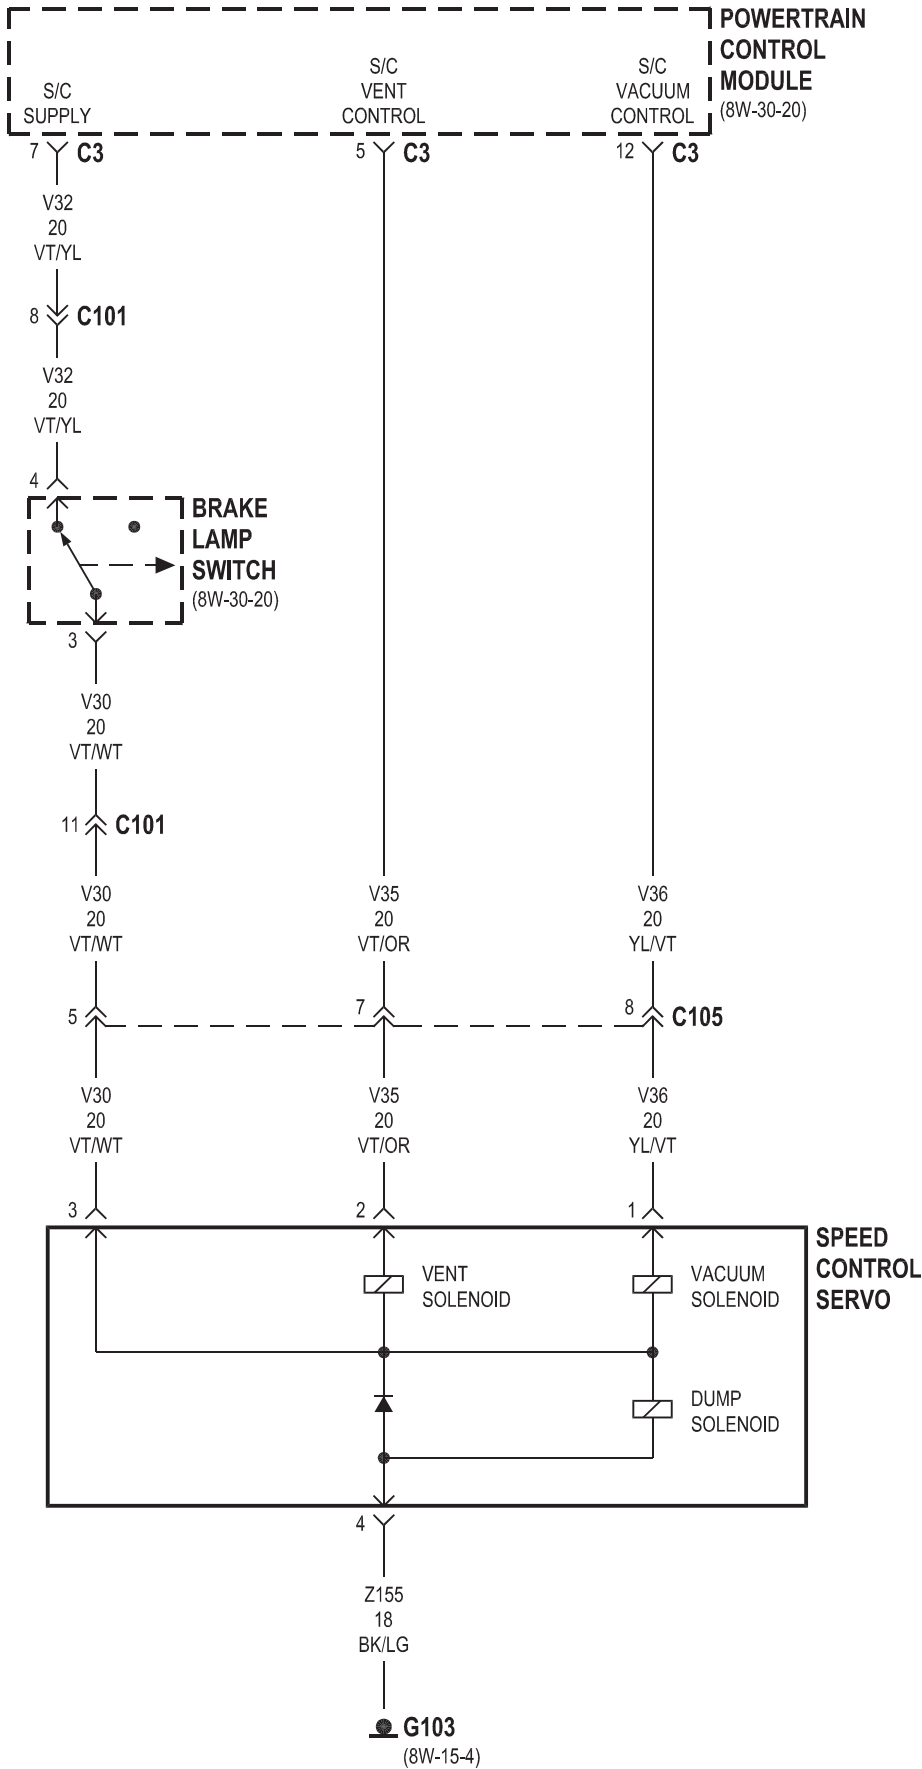 POWERTRAIN
CONTROL
MODULE
(8W-30-20)
S/C
SUPPLY
S/C
VENT
CONTROL
S/C
VACUUM
CONTROL
7 C3
5 C3
12 C3
V32
20
VT/YL
8 C101
V32
20
VT/YL
4
BRAKE
LAMP
SWITCH
(8W-30-20)
3
V30
20
VT/WT
11 C101
V30
20
VT/WT
V35
20
VT/OR
V36
20
YL/VT
5
7
8 C105
V30
20
VT/WT
V35
20
VT/OR
V36
20
YL/VT
3
2
1
SPEED
CONTROL
SERVO
VENT
SOLENOID
VACUUM
SOLENOID
DUMP
SOLENOID
4
Z155
18
BK/LG
G103
(8W-15-4)